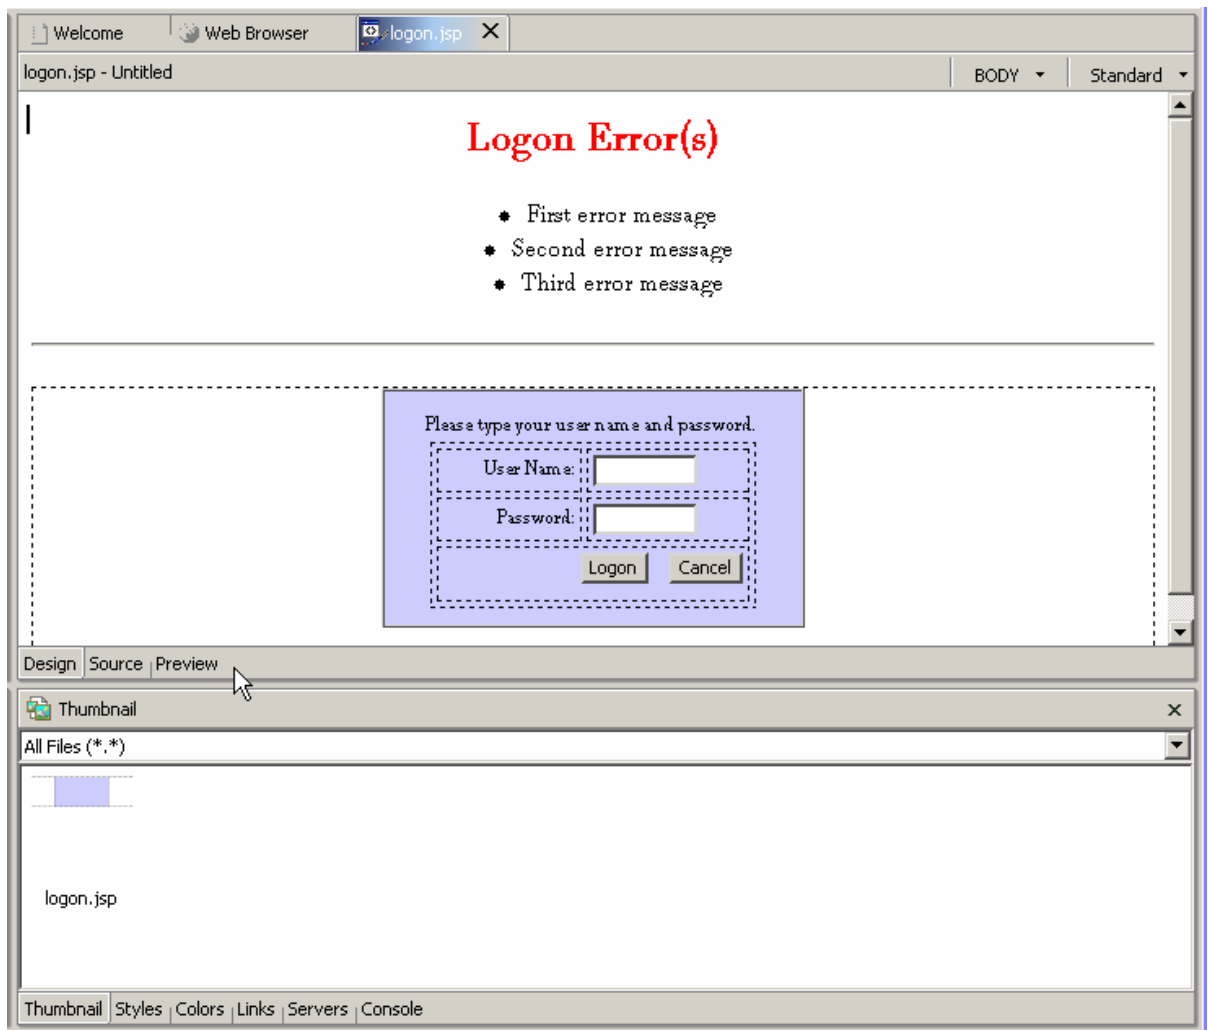 Welcome Web Browser logon.jsp X
logon.jsp - Untitled BODY Standard
Logon Error(s)
• First error message
• Second error message
• Third error message
Please type your user name and password.
User Name:
Password:
Logon Cancel
Design Source Preview
Thumbnail
All Files (*.*)
logon.jsp
Thumbnail Styles Colors Links Servers Console